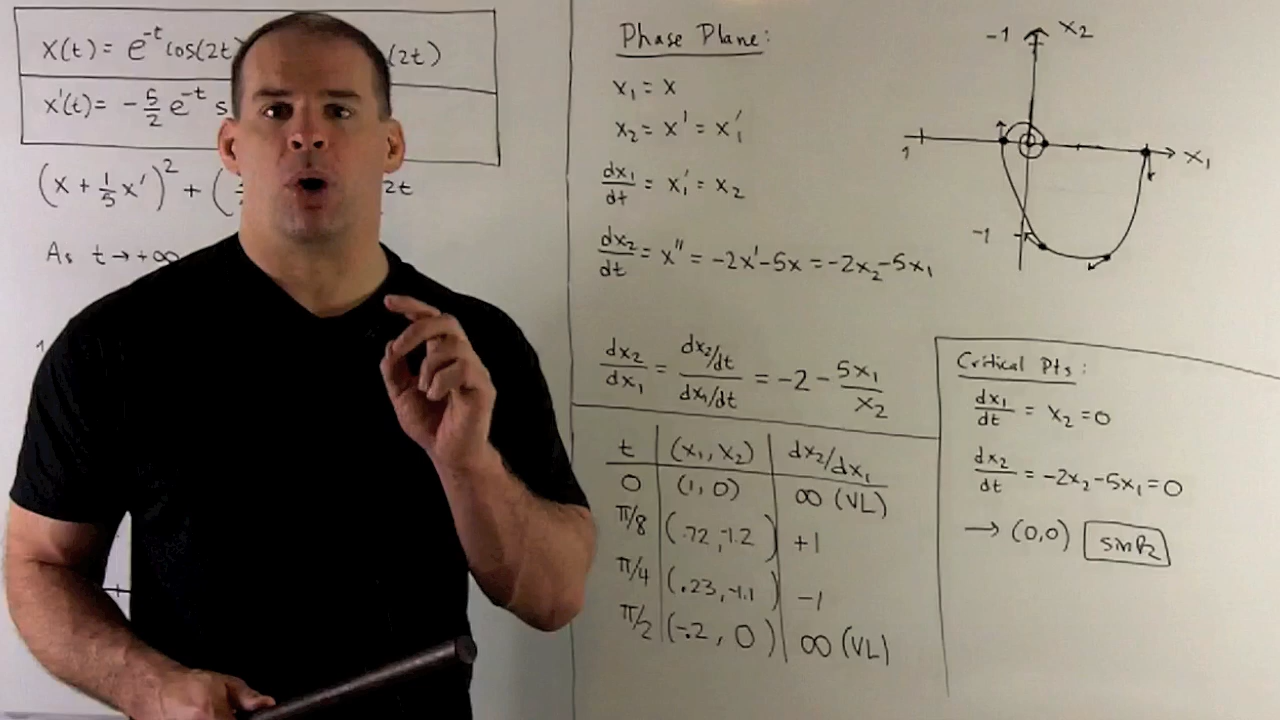 x(t) = e^-t cos(2t) (2t)
x'(t) = -5/2 e^-t s
(x + 1/5 x')^2 + ( 2t
As t → +∞
Phase Plane:
x₁ = x
x₂ = x' = x₁'
dx₁/dt = x₁' = x₂
dx₂/dt = x'' = -2x'-5x = -2x₂-5x₁
dx₂/dx₁ = (dx₂/dt)/(dx₁/dt) = -2 - 5x₁/x₂
t | (x₁, x₂) | dx₂/dx₁
0 | (1, 0) | ∞ (VL)
π/8 | (.72, -1.2) | +1
π/4 | (.23, -1.1) | -1
π/2 | (-.2, 0) | ∞ (VL)
-1 x₂
1 x₁
-1
Critical Pts:
dx₁/dt = x₂ = 0
dx₂/dt = -2x₂-5x₁ = 0
→ (0,0) sink